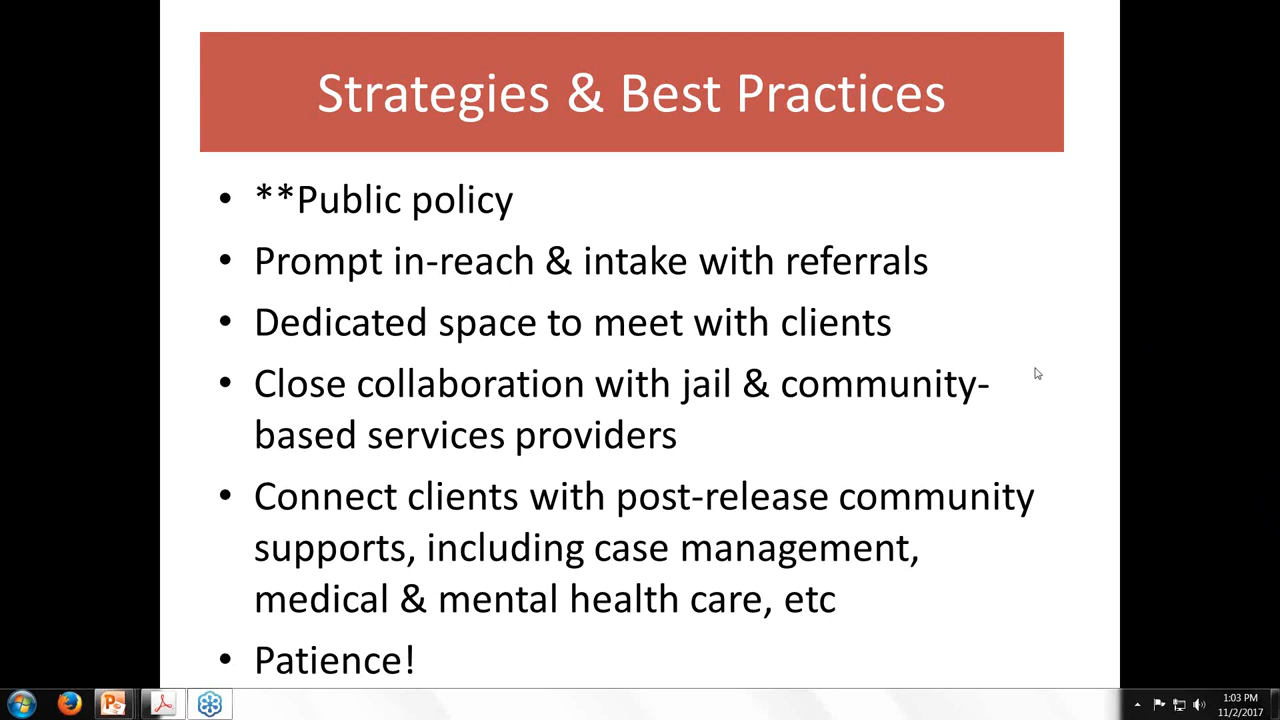 Strategies & Best Practices
• **Public policy
• Prompt in-reach & intake with referrals
• Dedicated space to meet with clients
• Close collaboration with jail & community-
based services providers
• Connect clients with post-release community
supports, including case management,
medical & mental health care, etc
• Patience!
1:03 PM
11/2/2017